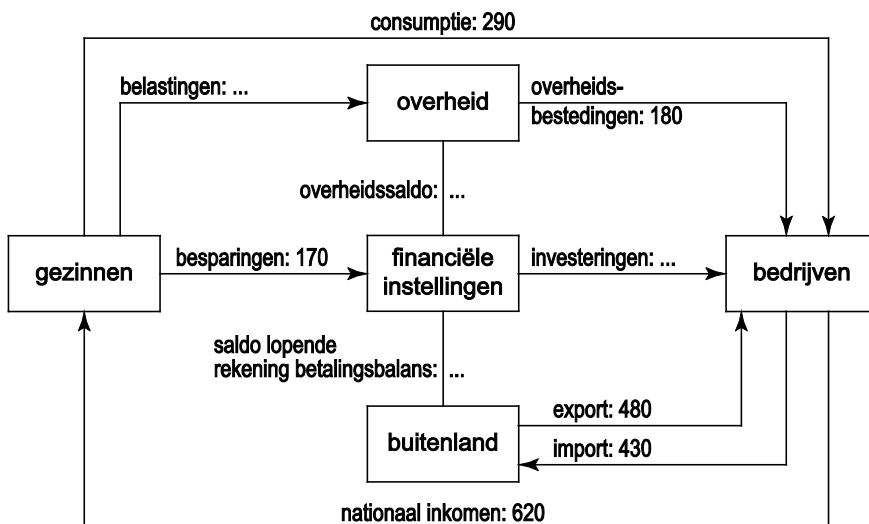 consumptie: 290
belastingen: ...
overheid
overheids-
bestedingen: 180
overheidssaldo: ...
gezinnen
besparingen: 170
financiële
instellingen
investeringen: ...
bedrijven
saldo lopende
rekening betalingsbalans: ...
buitenland
export: 480
import: 430
nationaal inkomen: 620